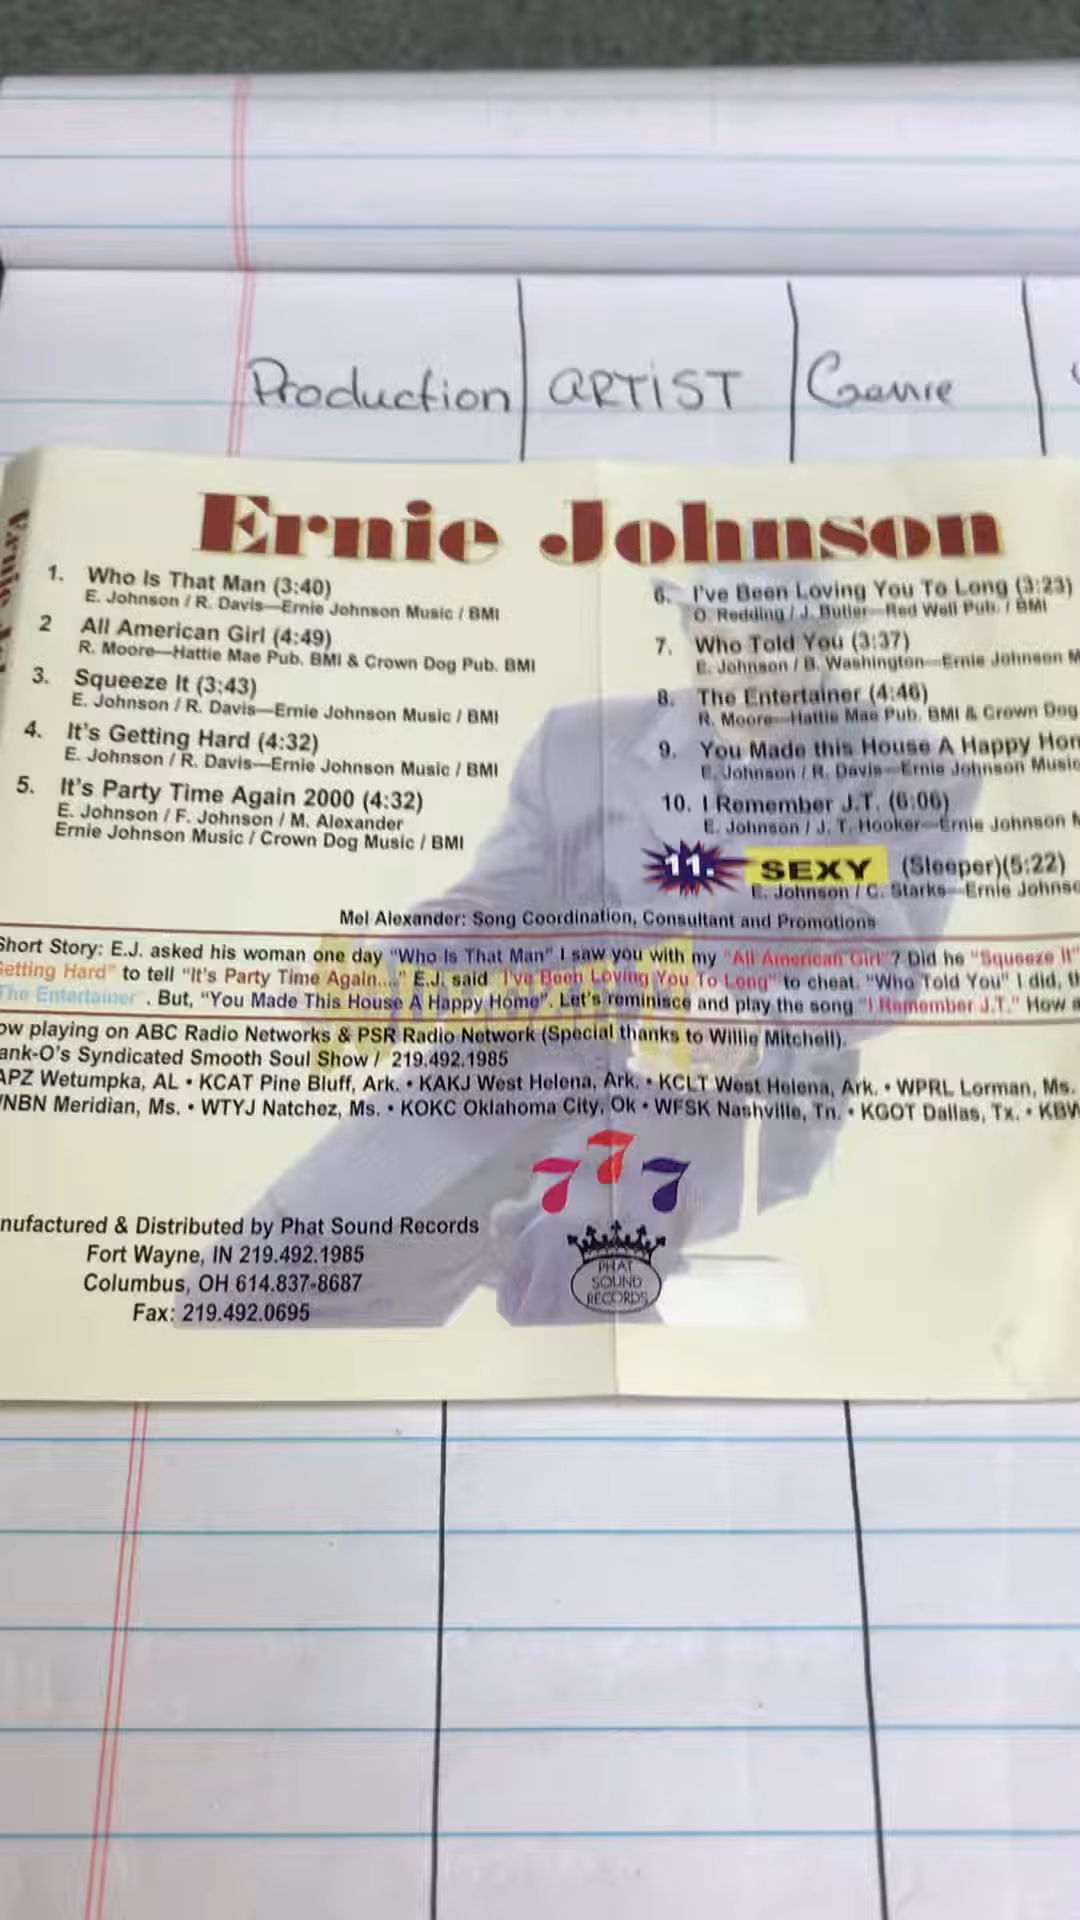 Production ARTIST Genre
Ernie Johnson
1. Who Is That Man (3:40)
E. Johnson / R. Davis—Ernie Johnson Music / BMI
2 All American Girl (4:49)
R. Moore—Hattie Mae Pub. BMI & Crown Dog Pub. BMI
3. Squeeze It (3:43)
E. Johnson / R. Davis—Ernie Johnson Music / BMI
4. It's Getting Hard (4:32)
E. Johnson / R. Davis—Ernie Johnson Music / BMI
5. It's Party Time Again 2000 (4:32)
E. Johnson / F. Johnson / M. Alexander
Ernie Johnson Music / Crown Dog Music / BMI
6. I've Been Loving You To Long (3:23)
O. Redding / J. Butler—Red Well Pub. / BMI
7. Who Told You (3:37)
E. Johnson / B. Washington—Ernie Johnson M
8. The Entertainer (4:46)
R. Moore—Hattie Mae Pub. BMI & Crown Dog
9. You Made this House A Happy Hom
E. Johnson / R. Davis—Ernie Johnson Music
10. I Remember J.T. (6:06)
E. Johnson / J. T. Hooker—Ernie Johnson M
11. SEXY (Sleeper)(5:22)
E. Johnson / C. Starks—Ernie Johnso
Mel Alexander: Song Coordination, Consultant and Promotions
Short Story: E.J. asked his woman one day "Who Is That Man" I saw you with my "All American Girl"? Did he "Squeeze It"
Getting Hard" to tell "It's Party Time Again..." E.J. said "I've Been Loving You To Long" to cheat. "Who Told You" I did, th
The Entertainer". But, "You Made This House A Happy Home". Let's reminisce and play the song "I Remember J.T." How a
ow playing on ABC Radio Networks & PSR Radio Network (Special thanks to Willie Mitchell).
ank-O's Syndicated Smooth Soul Show / 219.492.1985
APZ Wetumpka, AL • KCAT Pine Bluff, Ark. • KAKJ West Helena, Ark. • KCLT West Helena, Ark. • WPRL Lorman, Ms.
NBN Meridian, Ms. • WTYJ Natchez, Ms. • KOKC Oklahoma City, Ok • WFSK Nashville, Tn. • KGOT Dallas, Tx. • KBW
777
nufactured & Distributed by Phat Sound Records
Fort Wayne, IN 219.492.1985
Columbus, OH 614.837-8687
Fax: 219.492.0695
PHAT
SOUND
RECORDS